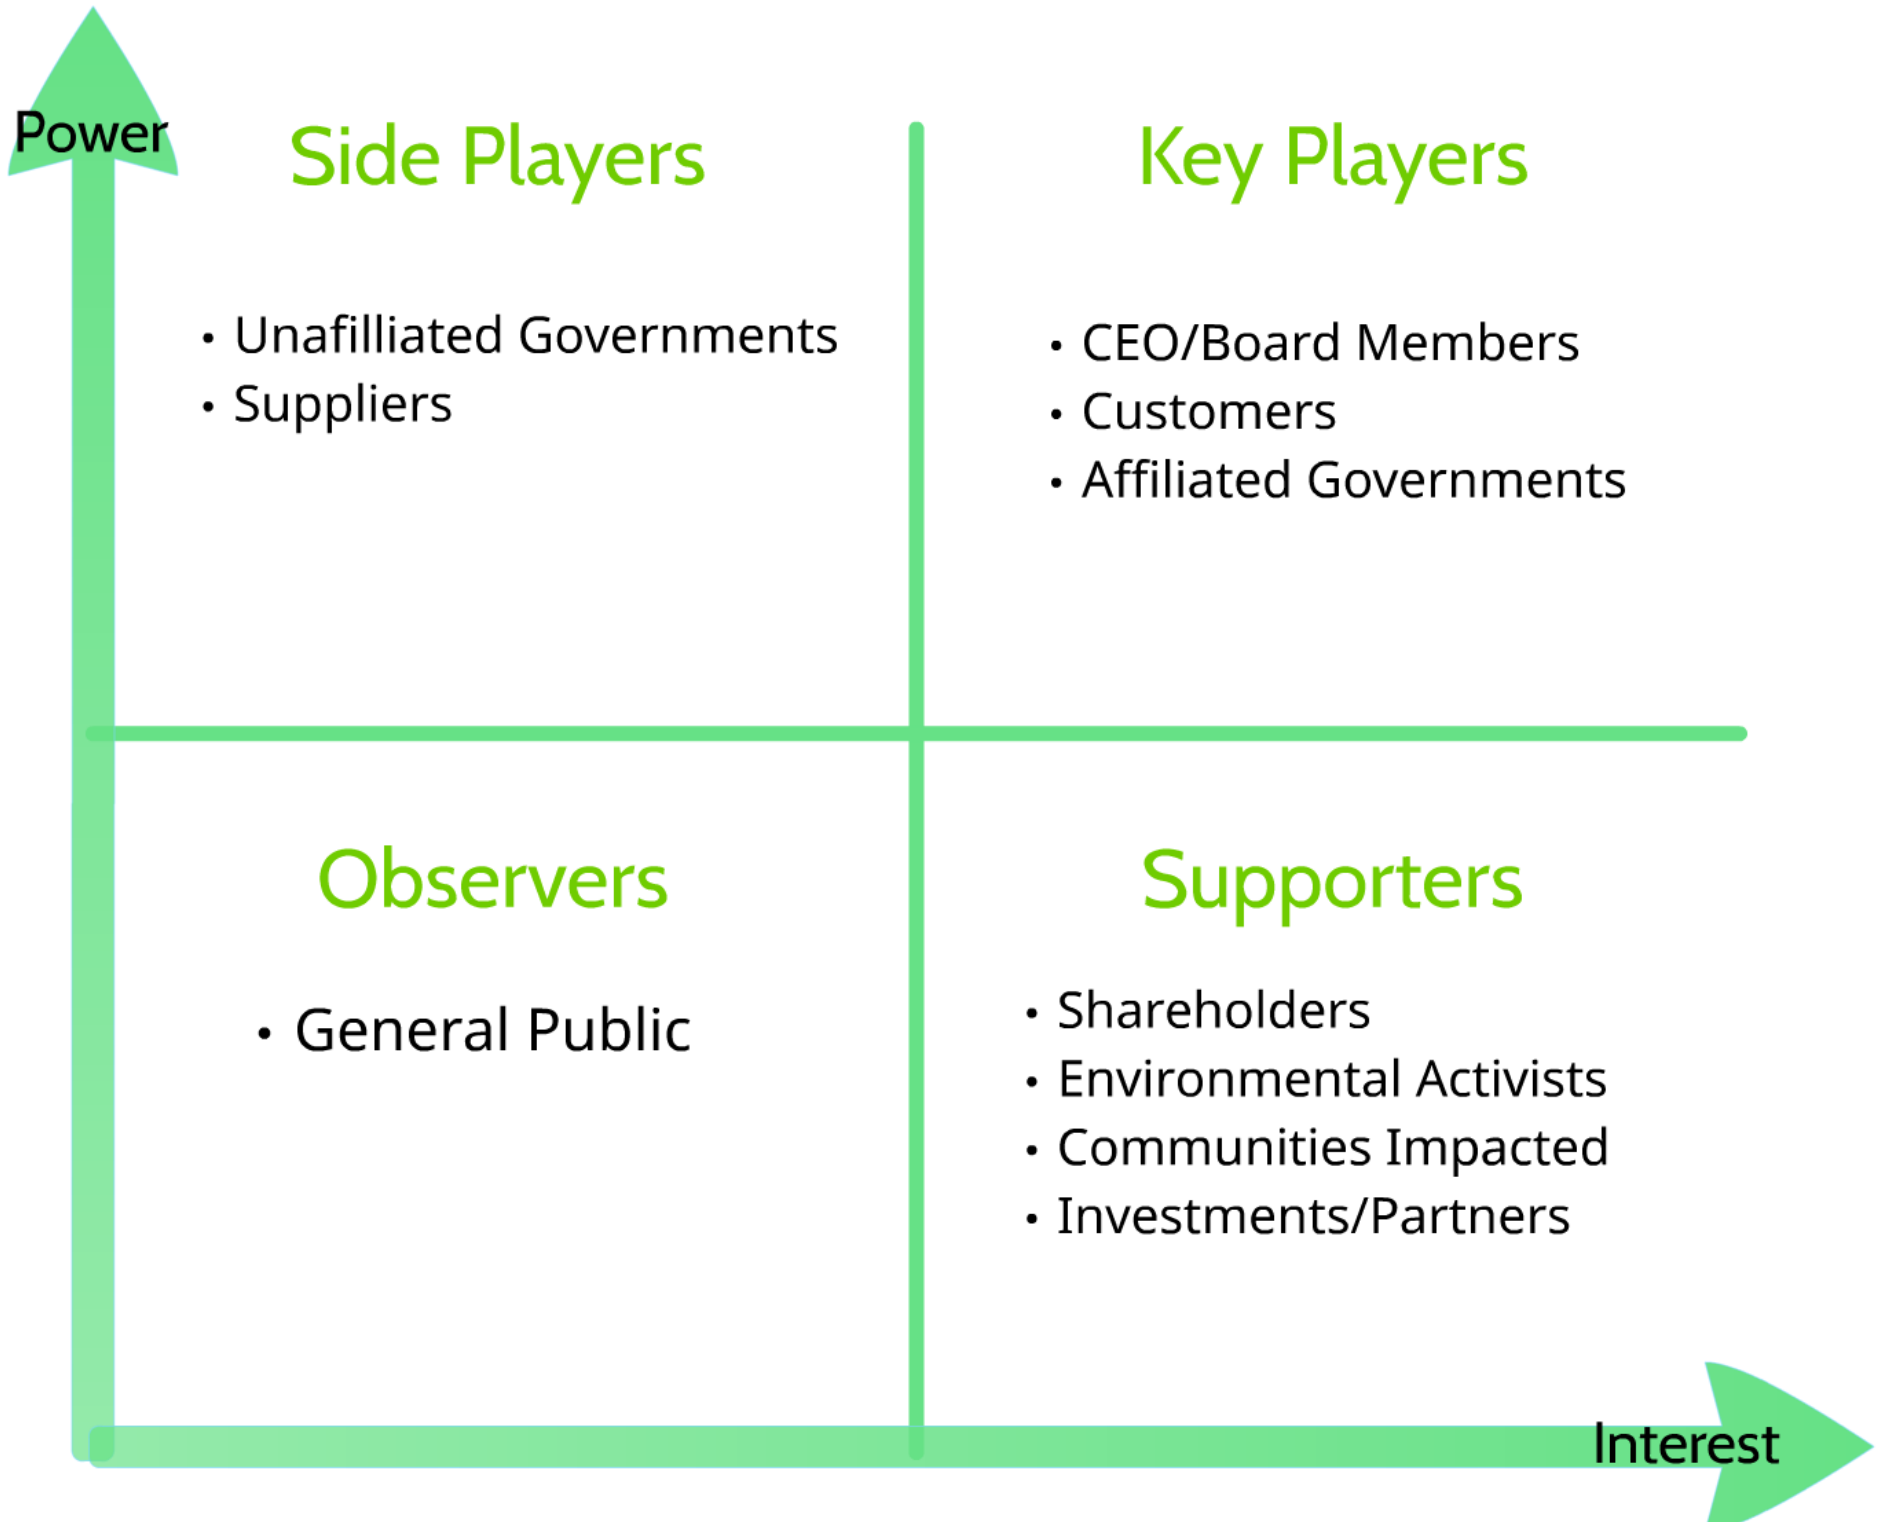 Power
Side Players
• Unafilliated Governments
• Suppliers
Key Players
• CEO/Board Members
• Customers
• Affiliated Governments
Observers
• General Public
Supporters
• Shareholders
• Environmental Activists
• Communities Impacted
• Investments/Partners
Interest